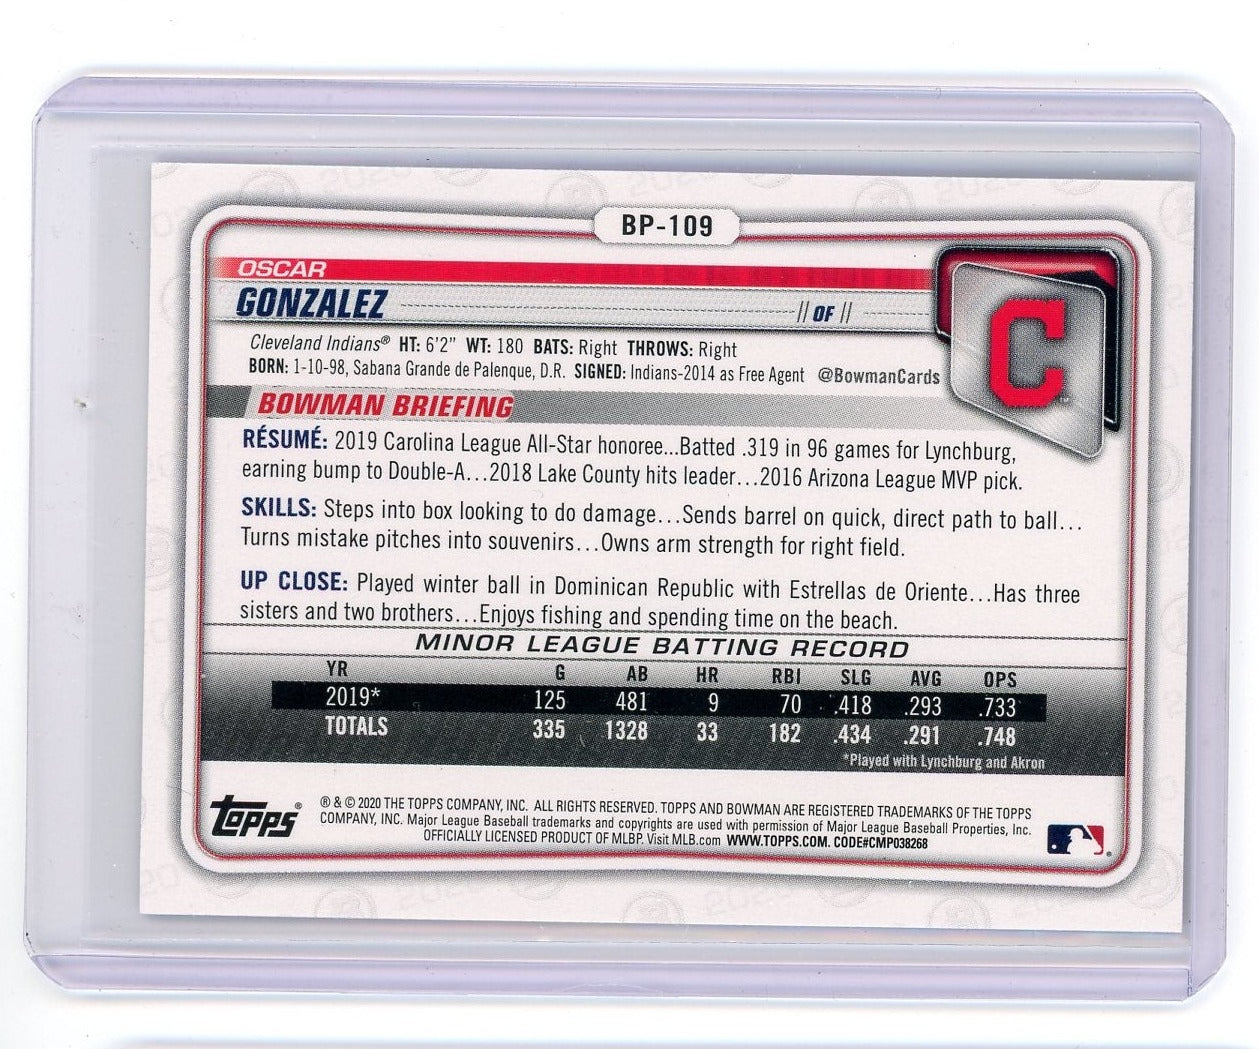 BP-109
OSCAR
GONZALEZ // OF //
Cleveland Indians® HT: 6'2" WT: 180 BATS: Right THROWS: Right
BORN: 1-10-98, Sabana Grande de Palenque, D.R. SIGNED: Indians-2014 as Free Agent @BowmanCards
C
BOWMAN BRIEFING
RÉSUMÉ: 2019 Carolina League All-Star honoree...Batted .319 in 96 games for Lynchburg,
earning bump to Double-A...2018 Lake County hits leader...2016 Arizona League MVP pick.
SKILLS: Steps into box looking to do damage...Sends barrel on quick, direct path to ball...
Turns mistake pitches into souvenirs...Owns arm strength for right field.
UP CLOSE: Played winter ball in Dominican Republic with Estrellas de Oriente...Has three
sisters and two brothers...Enjoys fishing and spending time on the beach.
MINOR LEAGUE BATTING RECORD
YR G AB HR RBI SLG AVG OPS
2019* 125 481 9 70 .418 .293 .733
TOTALS 335 1328 33 182 .434 .291 .748
*Played with Lynchburg and Akron
topps®
® & © 2020 THE TOPPS COMPANY, INC. ALL RIGHTS RESERVED. TOPPS AND BOWMAN ARE REGISTERED TRADEMARKS OF THE TOPPS
COMPANY, INC. Major League Baseball trademarks and copyrights are used with permission of Major League Baseball Properties, Inc.
OFFICIALLY LICENSED PRODUCT OF MLBP. Visit MLB.com WWW.TOPPS.COM. CODE#CMP038268